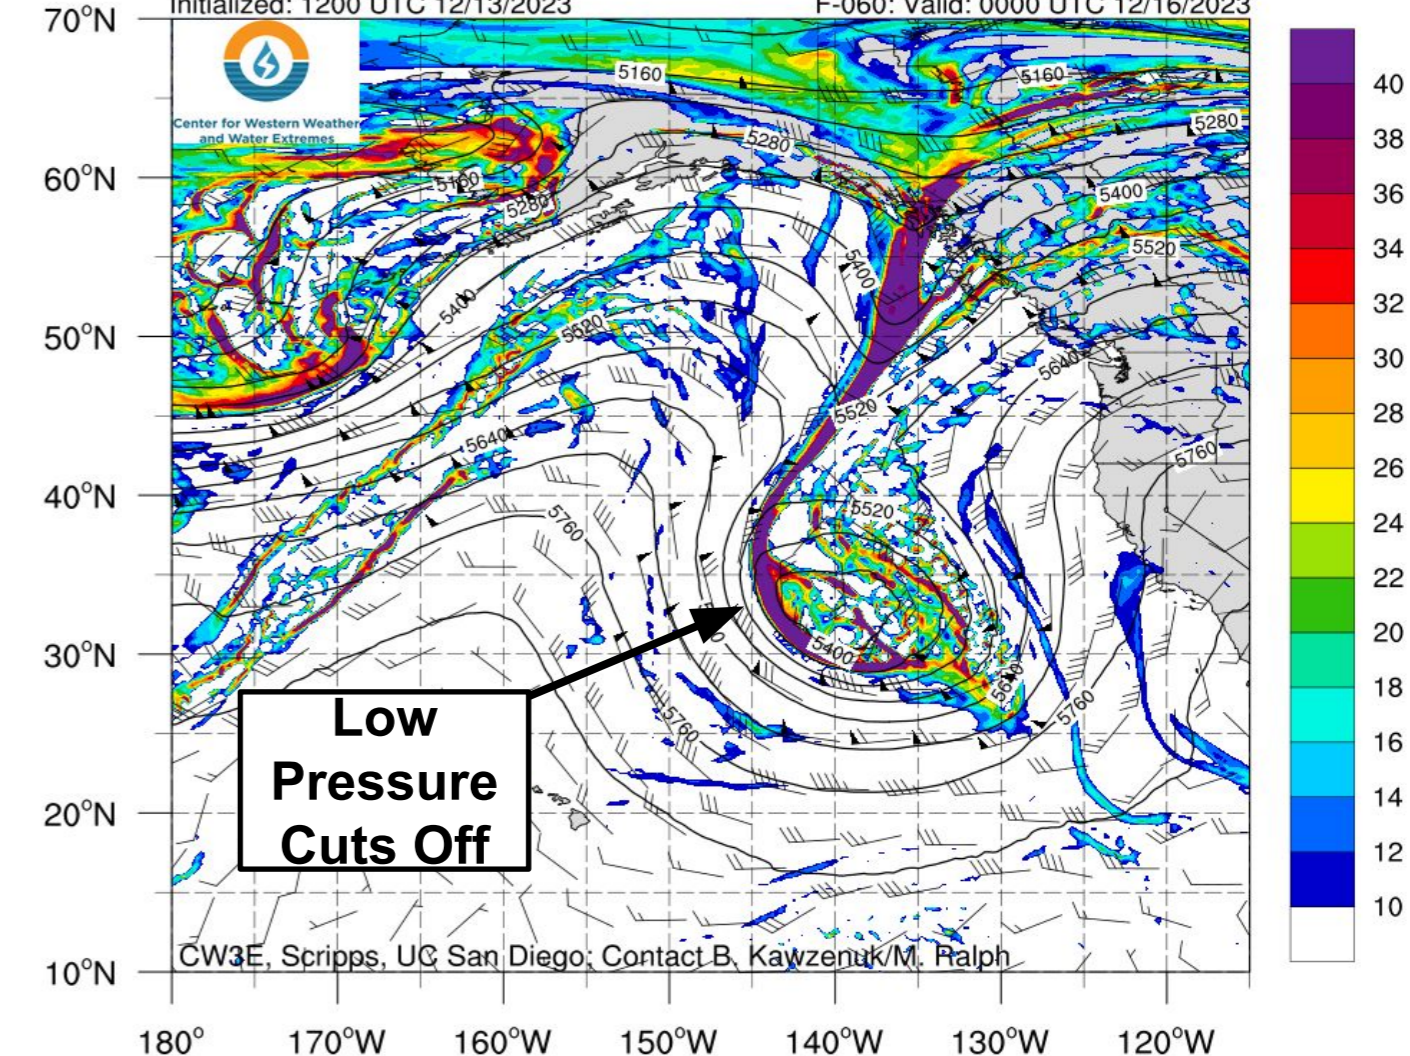 Initialized: 1200 UTC 12/13/2023 F-060: Valid: 0000 UTC 12/16/2023
70°N
Center for Western Weather
and Water Extremes
5160
5160
5280
5280
60°N
5160
5280
5400
5520
5400
5400
50°N
5520
5640
5520
5640
5760
40°N
5760
5520
30°N
5400
5760
5760
Low
Pressure
Cuts Off
20°N
CW3E, Scripps, UC San Diego; Contact B. Kawzenuk/M. Ralph
10°N
180° 170°W 160°W 150°W 140°W 130°W 120°W
40
38
36
34
32
30
28
26
24
22
20
18
16
14
12
10